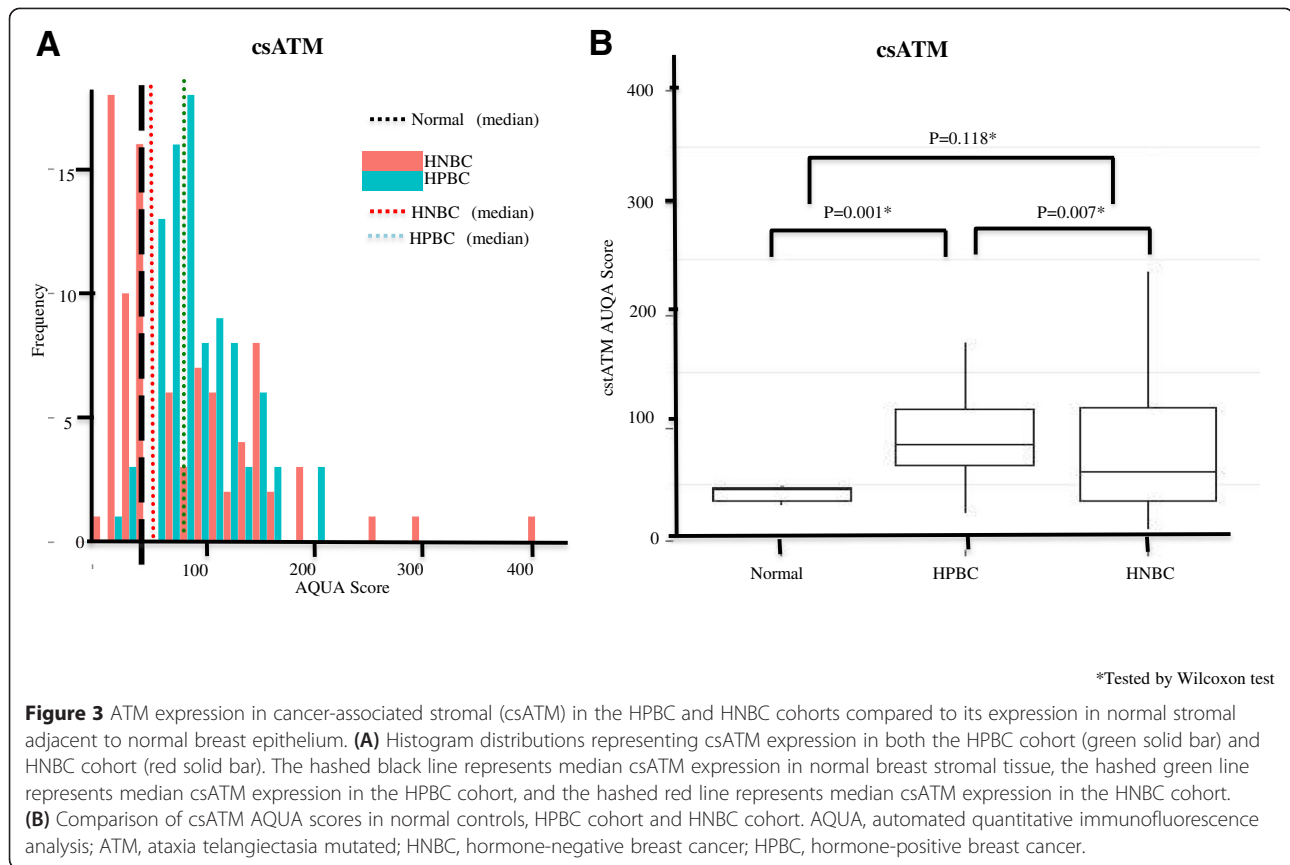 A
csATM
Normal (median)
HNBC
HPBC
HNBC (median)
HPBC (median)
Frequency
15
10
5
0
100
200
300
400
AQUA Score
B
csATM
400
300
200
100
0
cstATM AUQA Score
P=0.118*
P=0.001*
P=0.007*
Normal
HPBC
HNBC
*Tested by Wilcoxon test
Figure 3 ATM expression in cancer-associated stromal (csATM) in the HPBC and HNBC cohorts compared to its expression in normal stromal
adjacent to normal breast epithelium. (A) Histogram distributions representing csATM expression in both the HPBC cohort (green solid bar) and
HNBC cohort (red solid bar). The hashed black line represents median csATM expression in normal breast stromal tissue, the hashed green line
represents median csATM expression in the HPBC cohort, and the hashed red line represents median csATM expression in the HNBC cohort.
(B) Comparison of csATM AQUA scores in normal controls, HPBC cohort and HNBC cohort. AQUA, automated quantitative immunofluorescence
analysis; ATM, ataxia telangiectasia mutated; HNBC, hormone-negative breast cancer; HPBC, hormone-positive breast cancer.